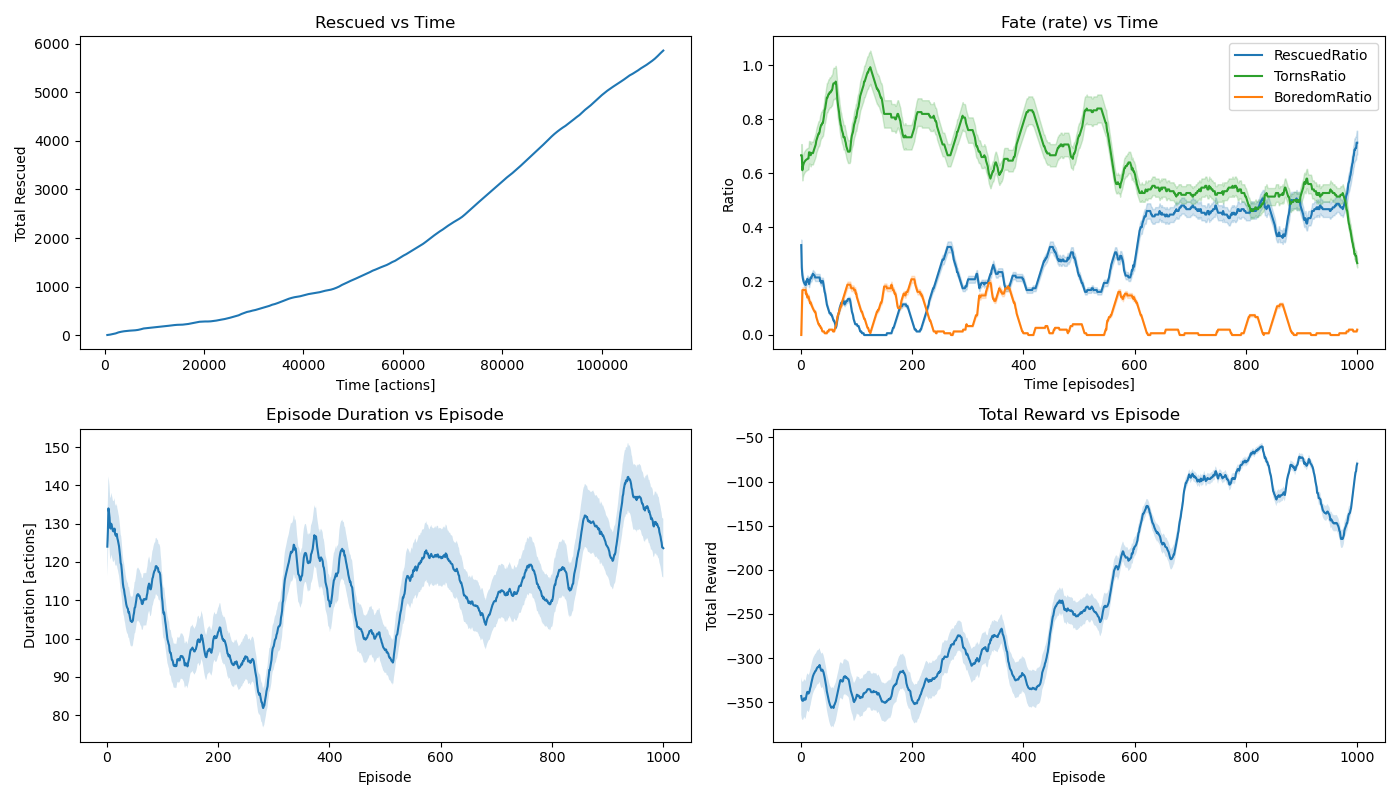 Rescued vs Time
Total Rescued
6000
5000
4000
3000
2000
1000
0
0 20000 40000 60000 80000 100000
Time [actions]
Fate (rate) vs Time
Ratio
1.0
0.8
0.6
0.4
0.2
0.0
RescuedRatio
TornsRatio
BoredomRatio
0 200 400 600 800 1000
Time [episodes]
Episode Duration vs Episode
Duration [actions]
150
140
130
120
110
100
90
80
0 200 400 600 800 1000
Episode
Total Reward vs Episode
Total Reward
−50
−100
−150
−200
−250
−300
−350
0 200 400 600 800 1000
Episode